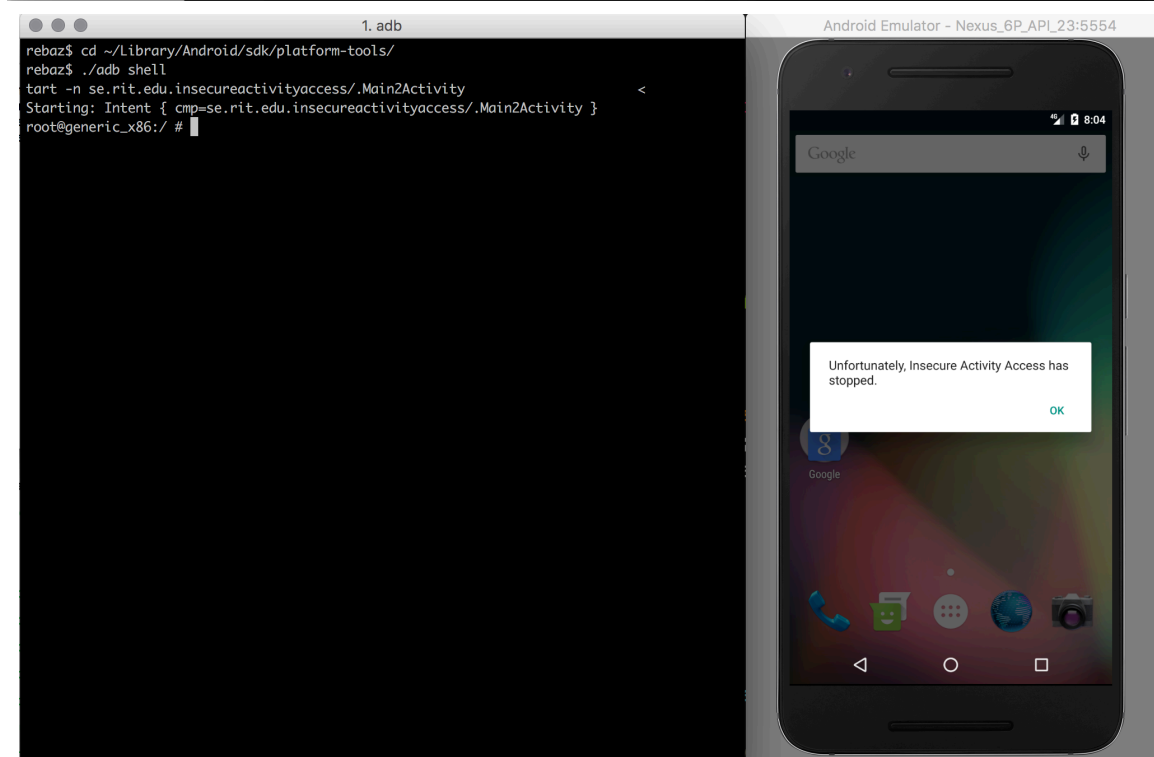 1. adb
rebaz$ cd ~/Library/Android/sdk/platform-tools/
rebaz$ ./adb shell
tart -n se.rit.edu.insecureactivityaccess/.Main2Activity <
Starting: Intent { cmp=se.rit.edu.insecureactivityaccess/.Main2Activity }
root@generic_x86:/ #
Android Emulator - Nexus_6P_API_23:5554
4G 8:04
Google
Unfortunately, Insecure Activity Access has
stopped.
OK
g
Google